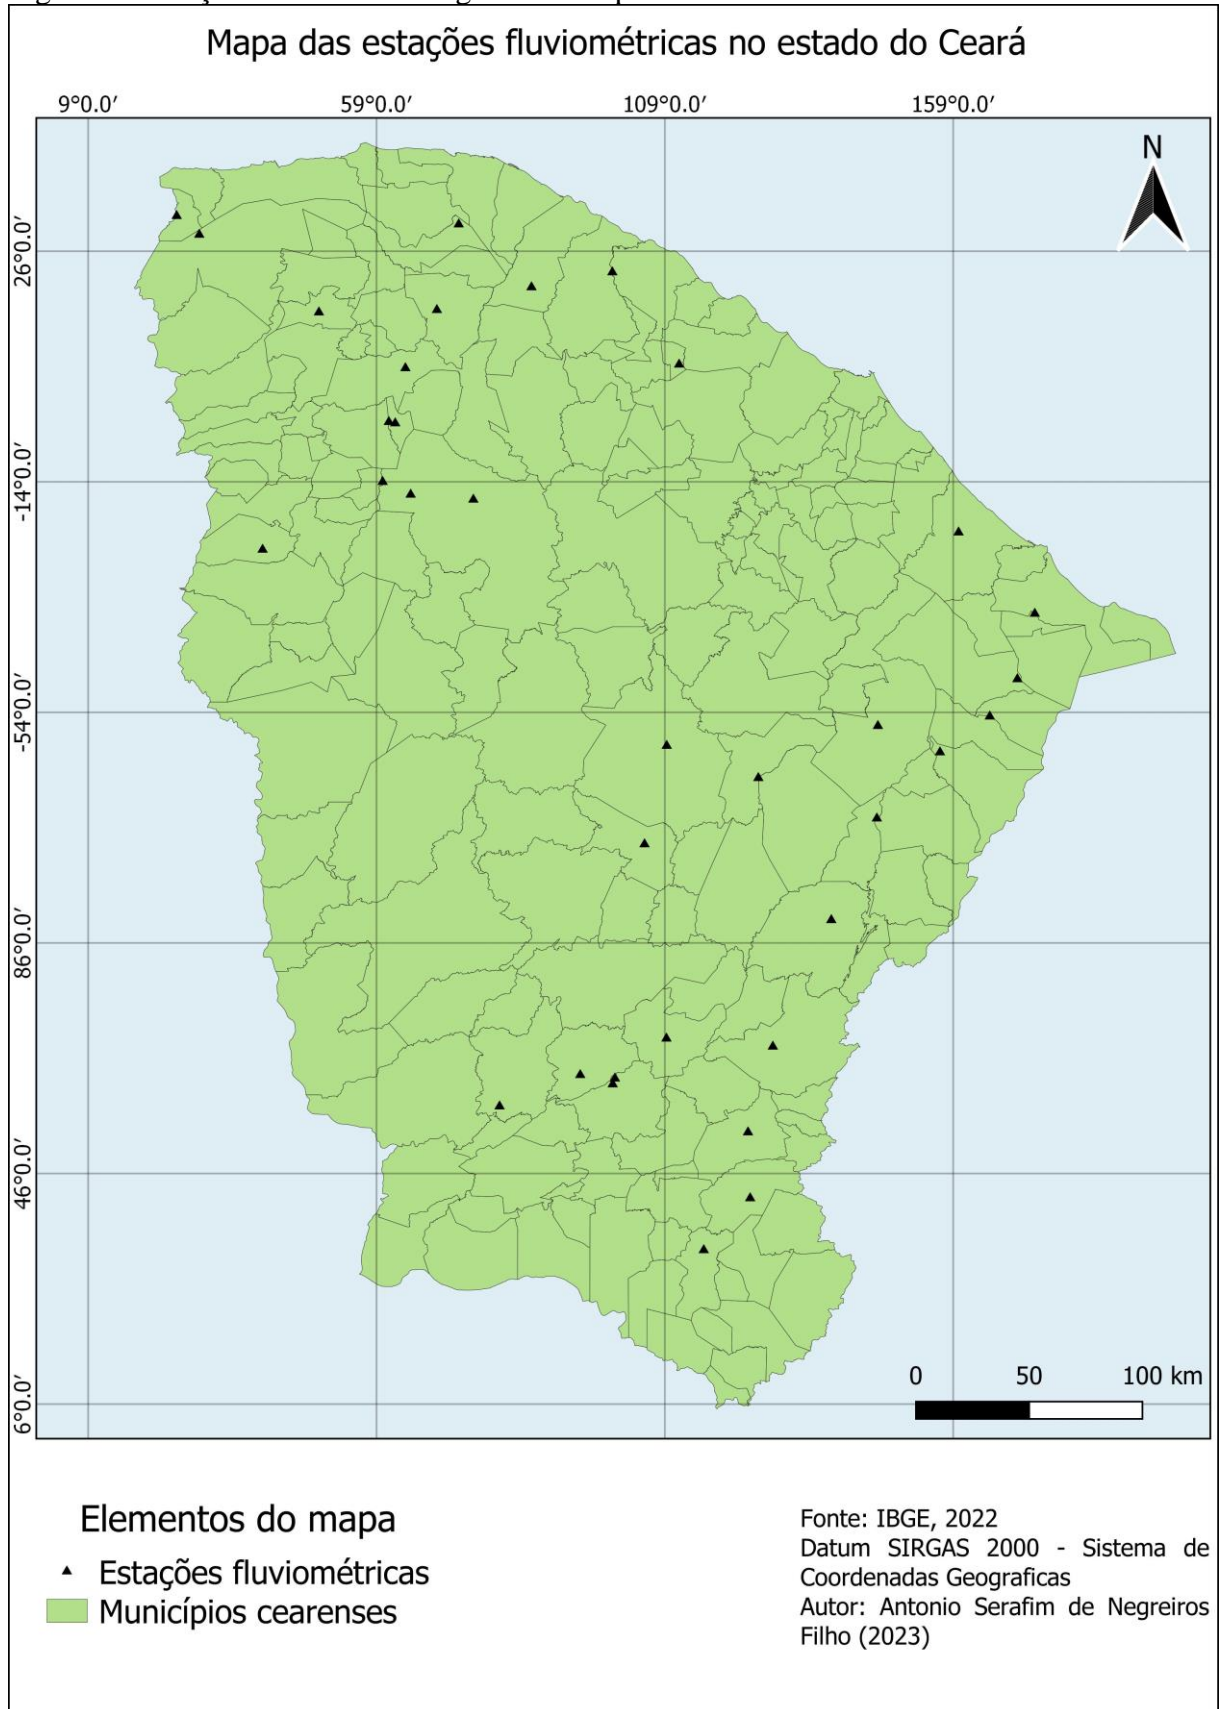 Mapa das estações fluviométricas no estado do Ceará
9°0.0′ 59°0.0′ 109°0.0′ 159°0.0′
N
26°0.0′
-14°0.0′
-54°0.0′
86°0.0′
46°0.0′
6°0.0′
0 50 100 km
Elementos do mapa
Estações fluviométricas
Municípios cearenses
Fonte: IBGE, 2022
Datum SIRGAS 2000 - Sistema de
Coordenadas Geograficas
Autor: Antonio Serafim de Negreiros
Filho (2023)